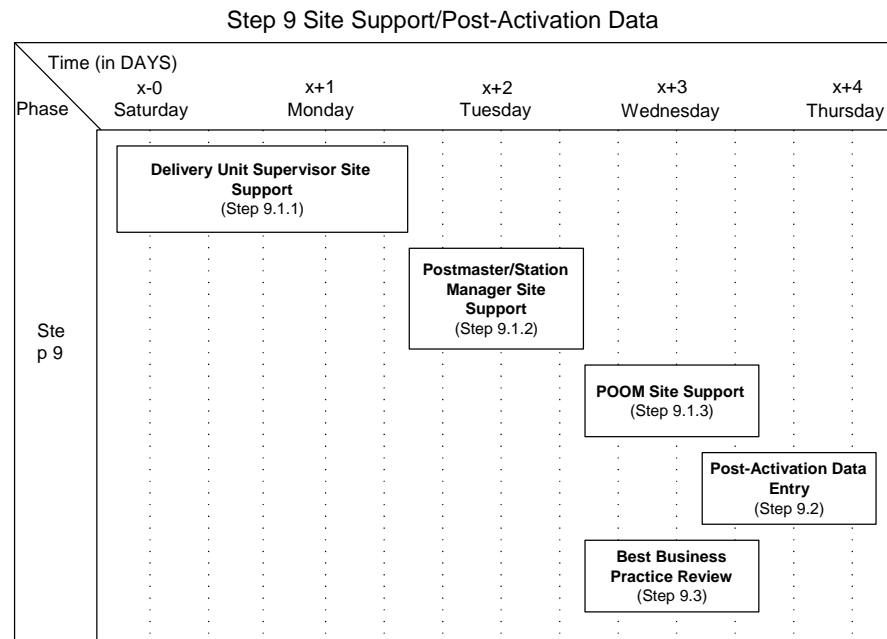 Step 9 Site Support/Post-Activation Data
Time (in DAYS)
Phase
x-0
Saturday
x+1
Monday
x+2
Tuesday
x+3
Wednesday
x+4
Thursday
Ste
p 9
Delivery Unit Supervisor Site
Support
(Step 9.1.1)
Postmaster/Station
Manager Site
Support
(Step 9.1.2)
POOM Site Support
(Step 9.1.3)
Post-Activation Data
Entry
(Step 9.2)
Best Business
Practice Review
(Step 9.3)